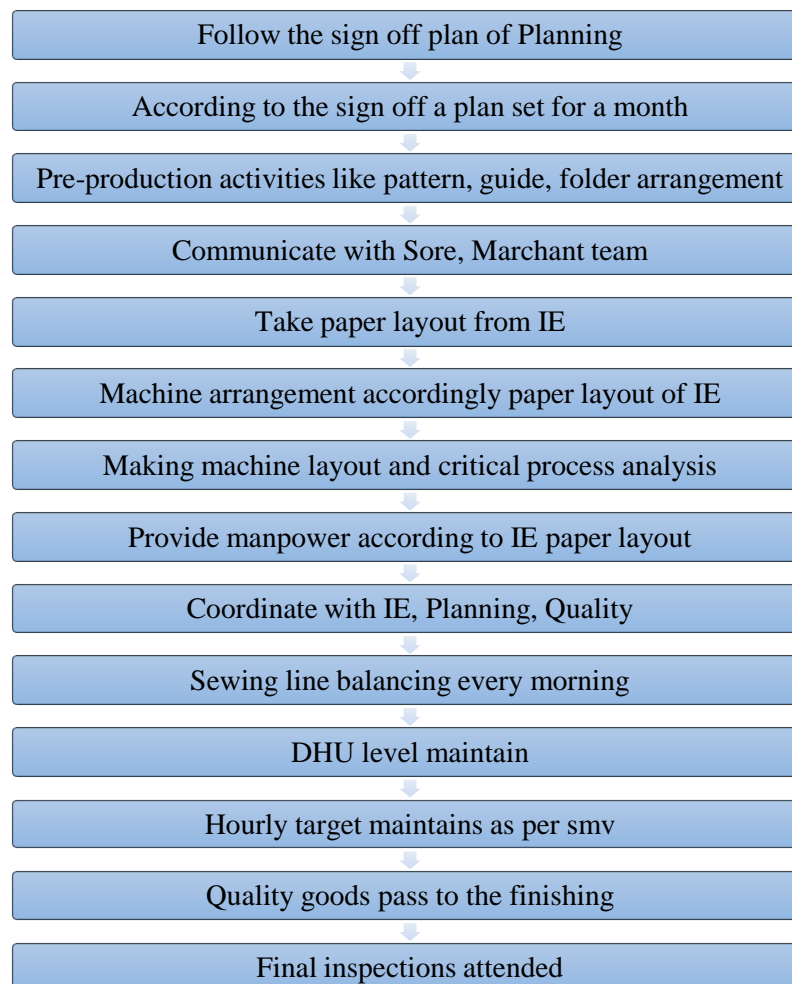 Follow the sign off plan of Planning
According to the sign off a plan set for a month
Pre-production activities like pattern, guide, folder arrangement
Communicate with Sore, Marchant team
Take paper layout from IE
Machine arrangement accordingly paper layout of IE
Making machine layout and critical process analysis
Provide manpower according to IE paper layout
Coordinate with IE, Planning, Quality
Sewing line balancing every morning
DHU level maintain
Hourly target maintains as per smv
Quality goods pass to the finishing
Final inspections attended